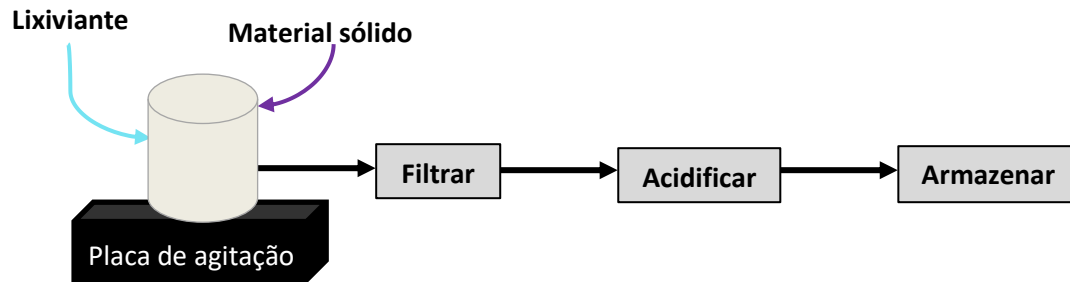 Lixiviante
Material sólido
Filtrar
Acidificar
Armazenar
Placa de agitação